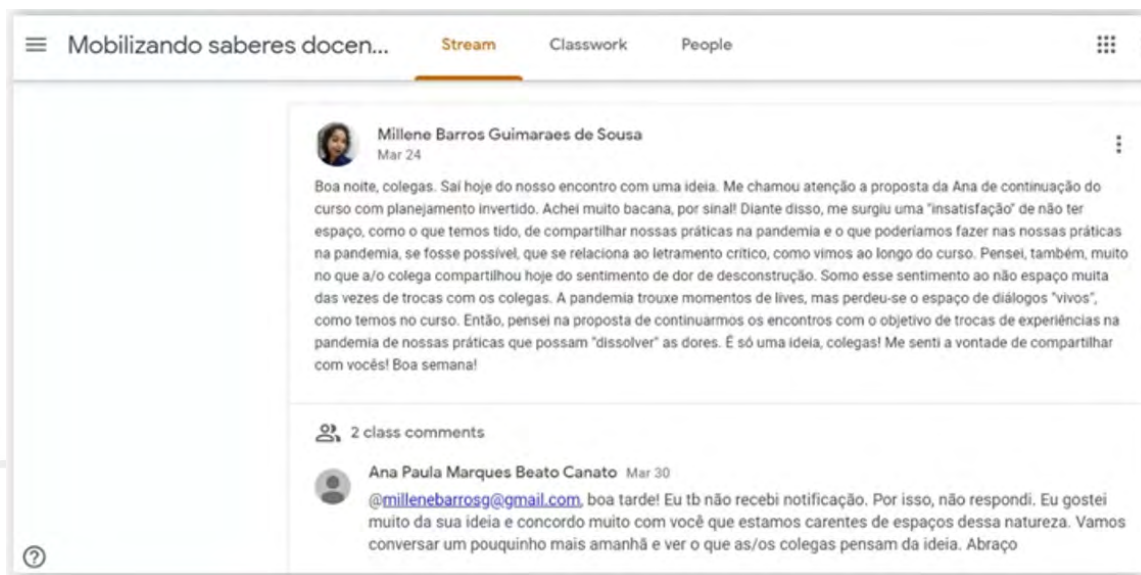 Mobilizando saberes docen...
Stream
Classwork
People
Millene Barros Guimaraes de Sousa
Mar 24
Boa noite, colegas. Saí hoje do nosso encontro com uma ideia. Me chamou atenção a proposta da Ana de continuação do
curso com planejamento invertido. Achei muito bacana, por sinal! Diante disso, me surgiu uma "insatisfação" de não ter
espaço, como o que temos tido, de compartilhar nossas práticas na pandemia e o que poderíamos fazer nas nossas práticas
na pandemia, se fosse possível, que se relaciona ao letramento crítico, como vimos ao longo do curso. Pensei, também, muito
no que a/o colega compartilhou hoje do sentimento de dor de desconstrução. Somo esse sentimento ao não espaço muita
das vezes de trocas com os colegas. A pandemia trouxe momentos de lives, mas perdeu-se o espaço de diálogos "vivos",
como temos no curso. Então, pensei na proposta de continuarmos os encontros com o objetivo de trocas de experiências na
pandemia de nossas práticas que possam "dissolver" as dores. É só uma ideia, colegas! Me senti a vontade de compartilhar
com vocês! Boa semana!
2 class comments
Ana Paula Marques Beato Canato Mar 30
@millenebarrosg@gmail.com, boa tarde! Eu tb não recebi notificação. Por isso, não respondi. Eu gostei
muito da sua ideia e concordo muito com você que estamos carentes de espaços dessa natureza. Vamos
conversar um pouquinho mais amanhã e ver o que as/os colegas pensam da ideia. Abraço